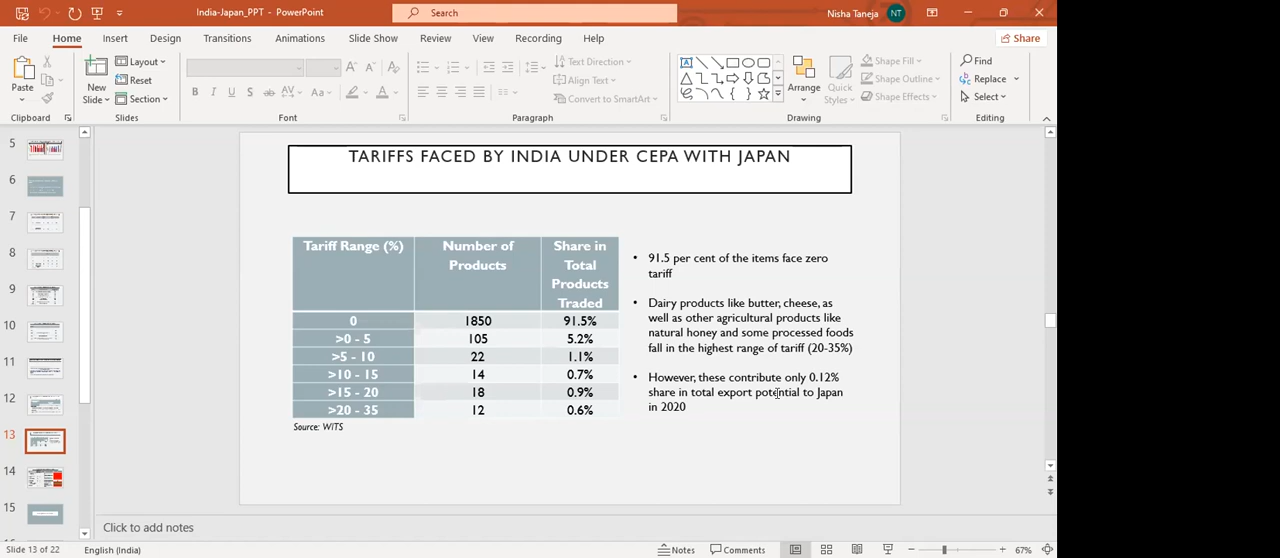 India-Japan_PPT - PowerPoint
Search
Nisha Taneja
NT
File
Home
Insert
Design
Transitions
Animations
Slide Show
Review
View
Recording
Help
Share
Paste
Clipboard
New
Slide
Layout
Reset
Section
Slides
B
I
U
S
ab
AV
Aa
A
Font
Text Direction
Align Text
Convert to SmartArt
Paragraph
Arrange
Quick
Styles
Shape Fill
Shape Outline
Shape Effects
Drawing
Find
Replace
Select
Editing
5
6
7
8
9
10
11
12
13
14
15
TARIFFS FACED BY INDIA UNDER CEPA WITH JAPAN
Tariff Range (%) Number of Products Share in Total Products Traded
0 1850 91.5%
>0 - 5 105 5.2%
>5 - 10 22 1.1%
>10 - 15 14 0.7%
>15 - 20 18 0.9%
>20 - 35 12 0.6%
Source: WITS
• 91.5 per cent of the items face zero
tariff
• Dairy products like butter, cheese, as
well as other agricultural products like
natural honey and some processed foods
fall in the highest range of tariff (20-35%)
• However, these contribute only 0.12%
share in total export potential to Japan
in 2020
Click to add notes
Slide 13 of 22
English (India)
Notes
Comments
67%